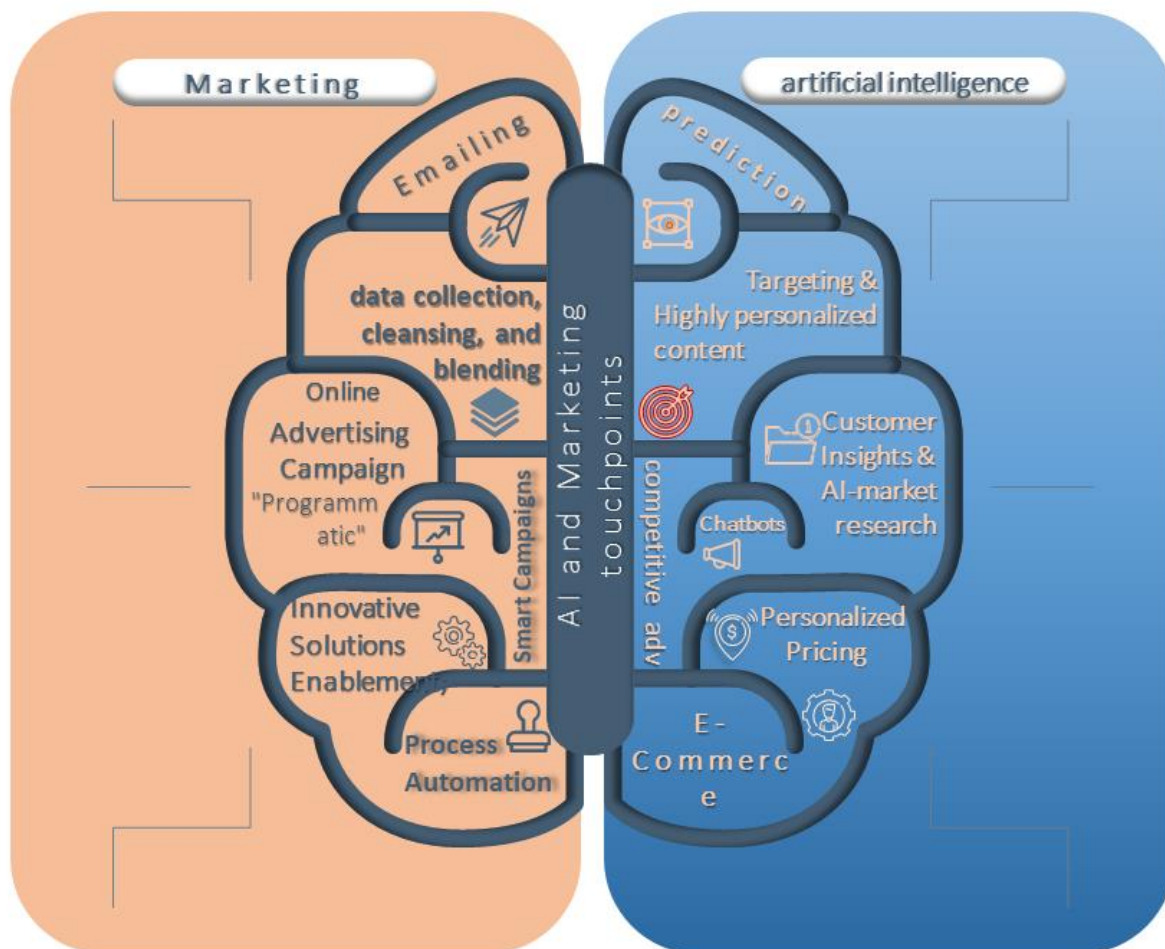 Marketing
artificial intelligence
Emailing
prediction
data collection,
cleansing, and
blending
Targeting &
Highly personalized
content
AI and Marketing
touchpoints
Online
Advertising
Campaign
"Programm
atic"
Smart Campaigns
competitive adv
Chatbots
Customer
Insights &
AI-market
research
Innovative
Solutions
Enablement,
Personalized
Pricing
$
i
Process
Automation
E-
Commerc
e